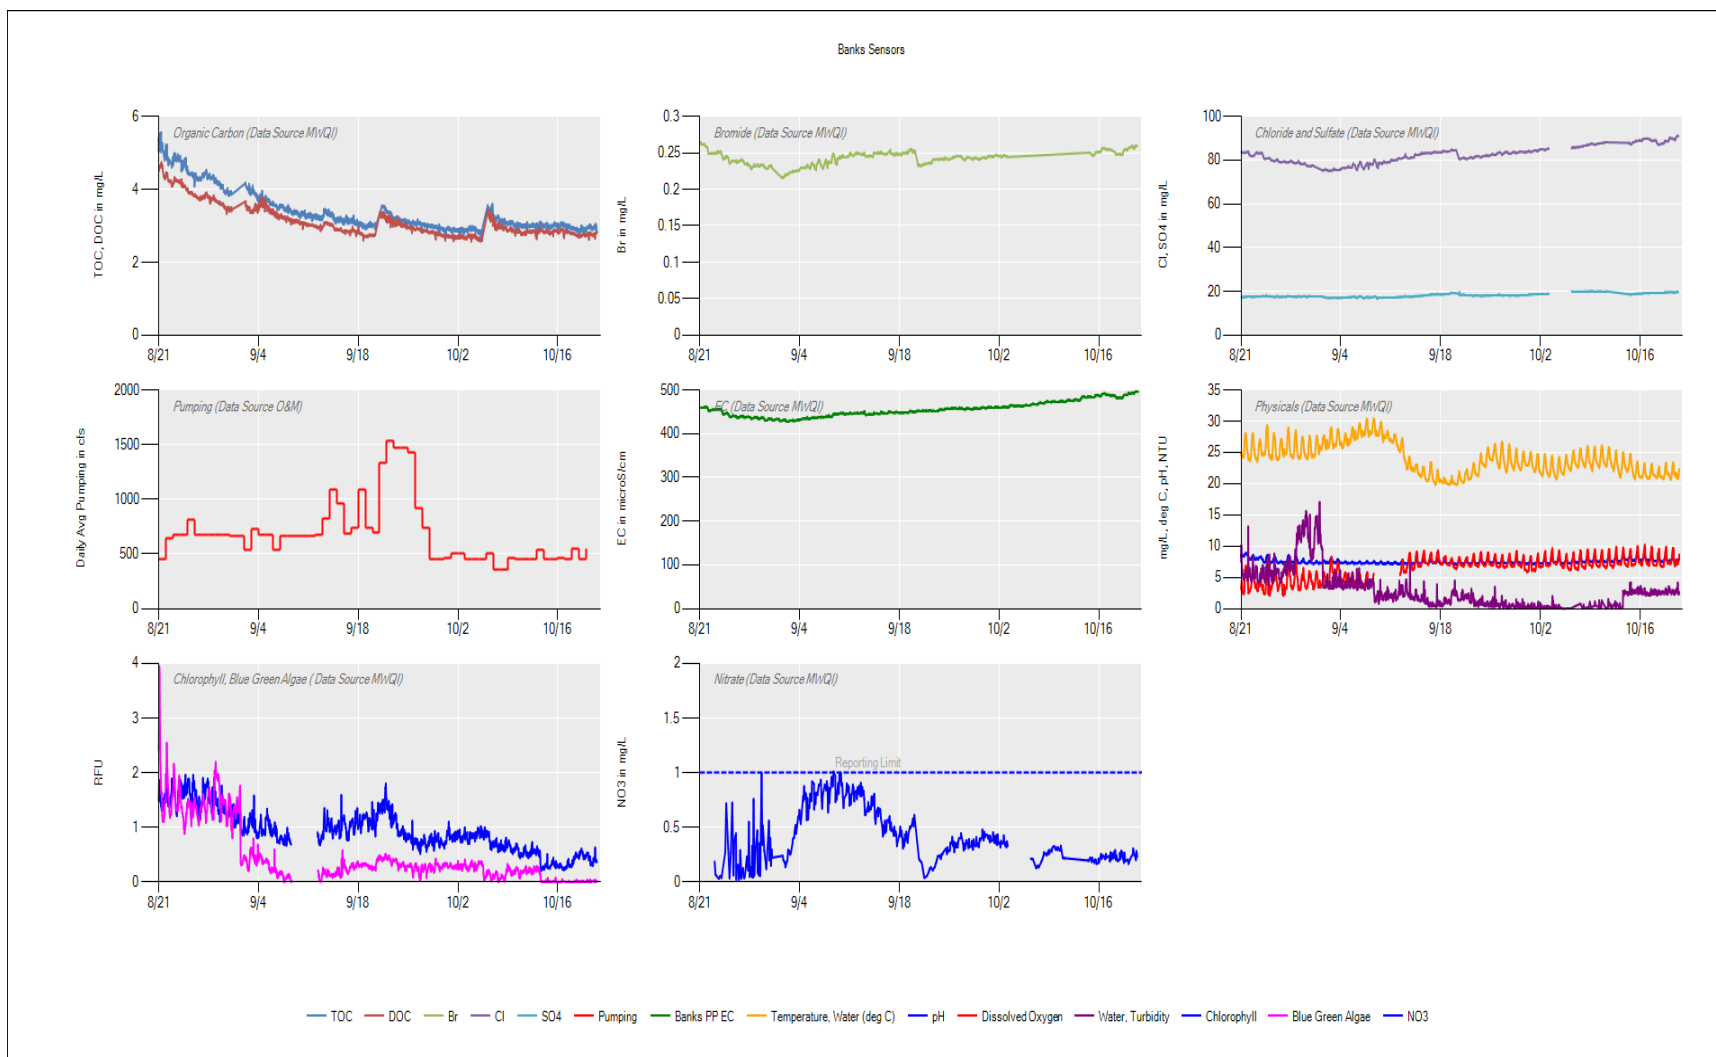 Banks Sensors
Organic Carbon (Data Source MWQI)
TOC, DOC in mg/L
6
4
2
0
8/21 9/4 9/18 10/2 10/16
Bromide (Data Source MWQI)
Br in mg/L
0.3
0.25
0.2
0.15
0.1
0.05
0
8/21 9/4 9/18 10/2 10/16
Chloride and Sulfate (Data Source MWQI)
Cl, SO4 in mg/L
100
80
60
40
20
0
8/21 9/4 9/18 10/2 10/16
Pumping (Data Source O&M)
Daily Avg Pumping in cfs
2000
1500
1000
500
0
8/21 9/4 9/18 10/2 10/16
EC (Data Source MWQI)
EC in microS/cm
500
400
300
200
100
0
8/21 9/4 9/18 10/2 10/16
Physicals (Data Source MWQI)
mg/L, deg C, pH, NTU
35
30
25
20
15
10
5
0
8/21 9/4 9/18 10/2 10/16
Chlorophyll, Blue Green Algae ( Data Source MWQI)
RFU
4
3
2
1
0
8/21 9/4 9/18 10/2 10/16
Nitrate (Data Source MWQI)
NO3 in mg/L
2
1.5
1
0.5
0
Reporting Limit
8/21 9/4 9/18 10/2 10/16
TOC DOC Br Cl SO4 Pumping Banks PP EC Temperature, Water (deg C) pH Dissolved Oxygen Water, Turbidity Chlorophyll Blue Green Algae NO3